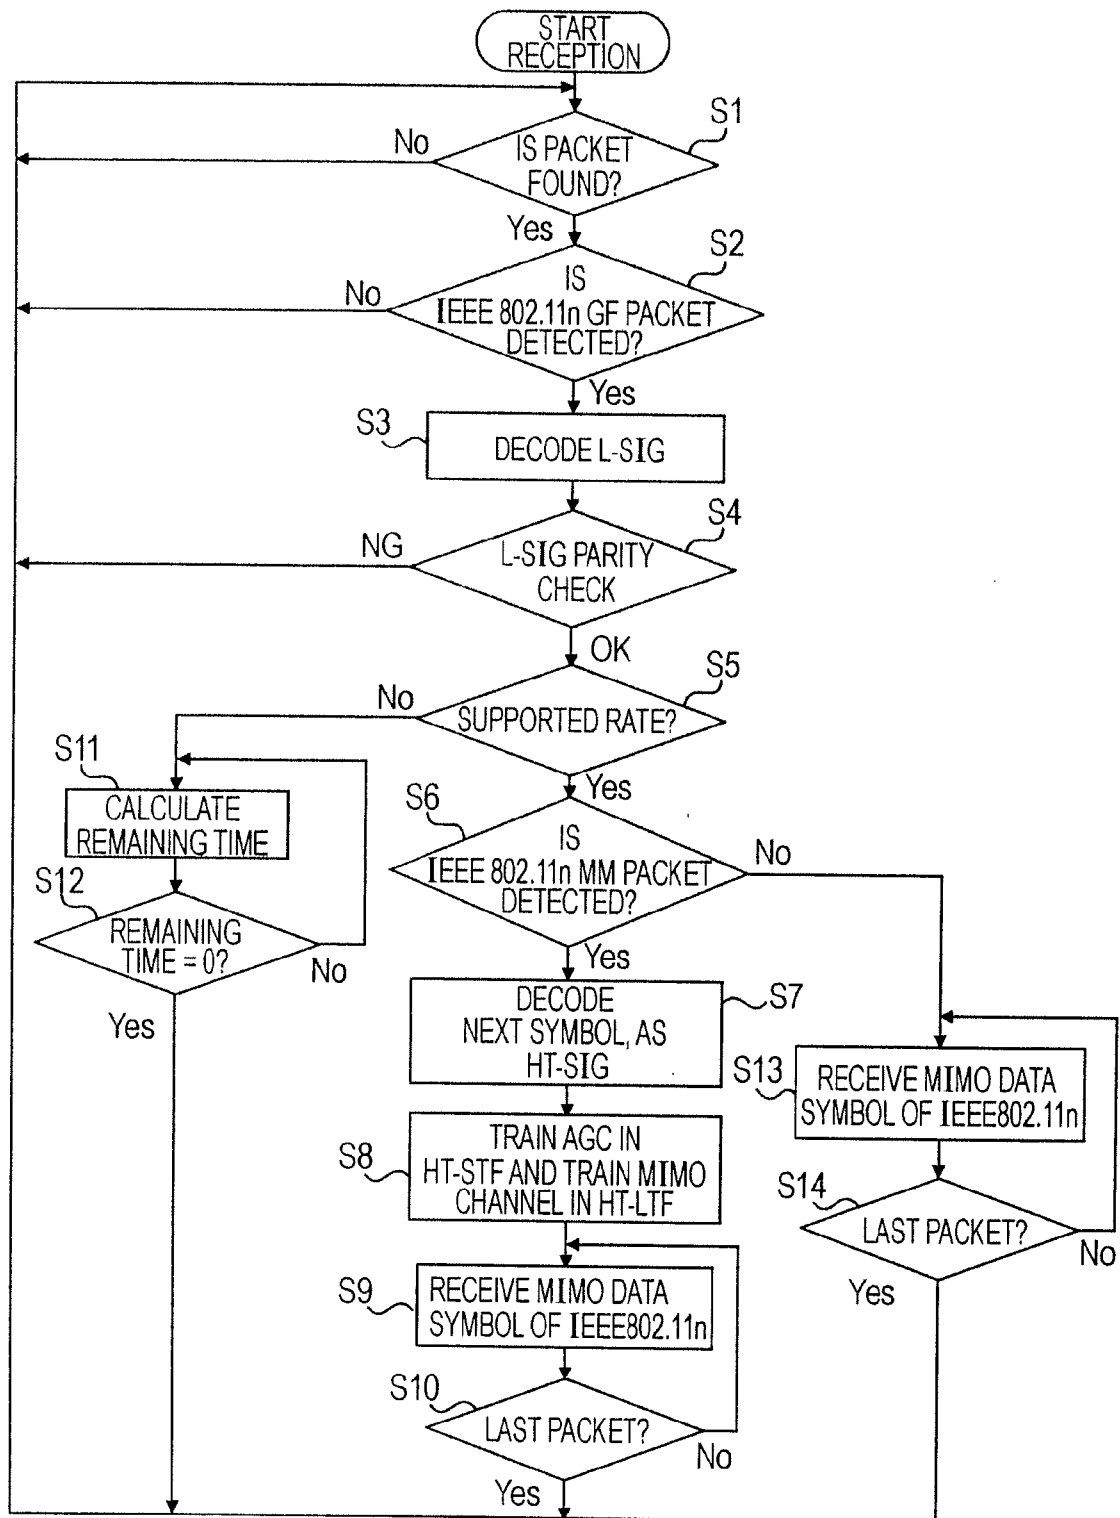 START
RECEPTION
S1
No
IS PACKET
FOUND?
Yes
S2
No
IS
IEEE 802.11n GF PACKET
DETECTED?
Yes
S3
DECODE L-SIG
S4
NG
L-SIG PARITY
CHECK
OK
S5
No
SUPPORTED RATE?
Yes
S11
CALCULATE
REMAINING TIME
S12
REMAINING
TIME = 0?
No
Yes
S6
IS
IEEE 802.11n MM PACKET
DETECTED?
No
Yes
S7
DECODE
NEXT SYMBOL, AS
HT-SIG
S8
TRAIN AGC IN
HT-STF AND TRAIN MIMO
CHANNEL IN HT-LTF
S9
RECEIVE MIMO DATA
SYMBOL OF IEEE802.11n
S10
LAST PACKET?
No
Yes
S13
RECEIVE MIMO DATA
SYMBOL OF IEEE802.11n
S14
LAST PACKET?
No
Yes